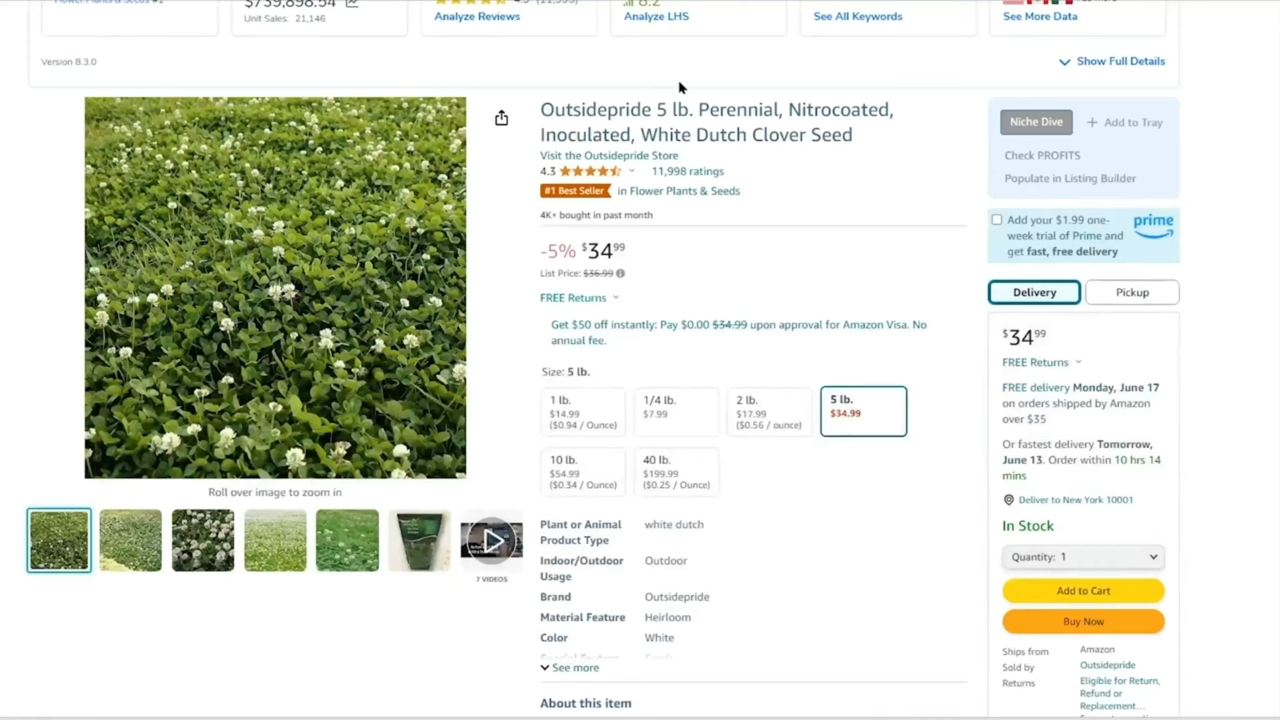 $739,898.54
Unit Sales: 21,146
Analyze Reviews
Analyze LHS
See All Keywords
See More Data
Version 8.3.0
Show Full Details
Outsidepride 5 lb. Perennial, Nitrocoated,
Inoculated, White Dutch Clover Seed
Visit the Outsidepride Store
4.3 11,998 ratings
#1 Best Seller in Flower Plants & Seeds
4K+ bought in past month
-5% $34 99
List Price: $36.99
FREE Returns
Get $50 off instantly: Pay $0.00 $34.99 upon approval for Amazon Visa. No
annual fee.
Size: 5 lb.
1 lb.
$14.99
($0.94 / Ounce)
1/4 lb.
$7.99
2 lb.
$17.99
($0.56 / ounce)
5 lb.
$34.99
10 lb.
$54.99
($0.34 / Ounce)
40 lb.
$199.99
($0.25 / Ounce)
Roll over image to zoom in
7 VIDEOS
Plant or Animal
Product Type
white dutch
Indoor/Outdoor
Usage
Outdoor
Brand Outsidepride
Material Feature Heirloom
Color White
See more
About this item
Niche Dive
+ Add to Tray
Check PROFITS
Populate in Listing Builder
Add your $1.99 one-
week trial of Prime and
get fast, free delivery
prime
Delivery
Pickup
$34 99
FREE Returns
FREE delivery Monday, June 17
on orders shipped by Amazon
over $35
Or fastest delivery Tomorrow,
June 13. Order within 10 hrs 14
mins
Deliver to New York 10001
In Stock
Quantity: 1
Add to Cart
Buy Now
Ships from Amazon
Sold by Outsidepride
Returns Eligible for Return,
Refund or
Replacement...